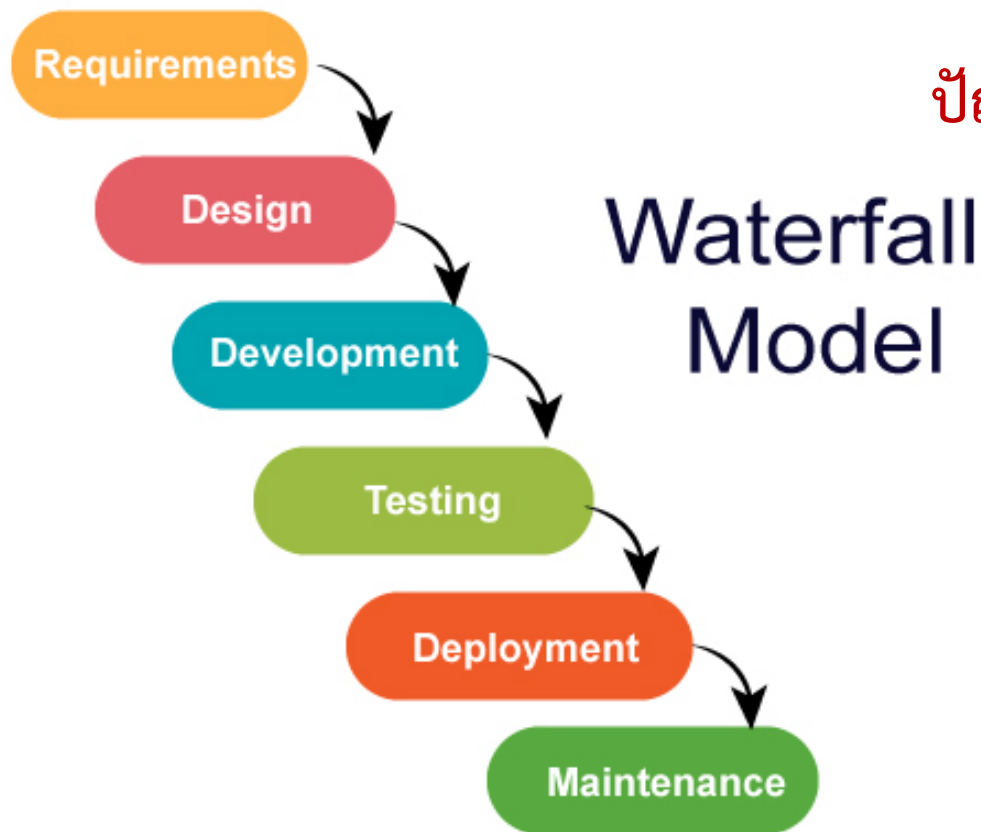 Requirements
Design
Waterfall
Model
Development
Testing
Deployment
Maintenance